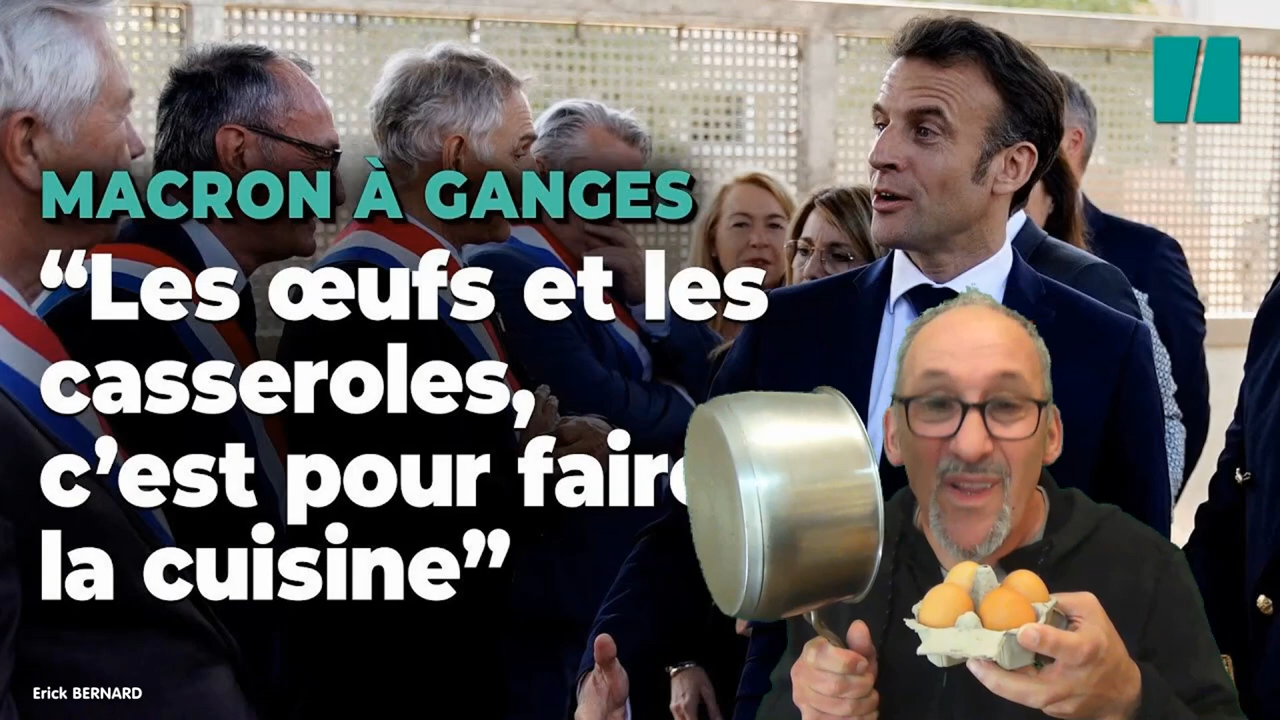 MACRON À GANGES
“Les œufs et les
casseroles,
c’est pour faire
la cuisine”
Erick BERNARD